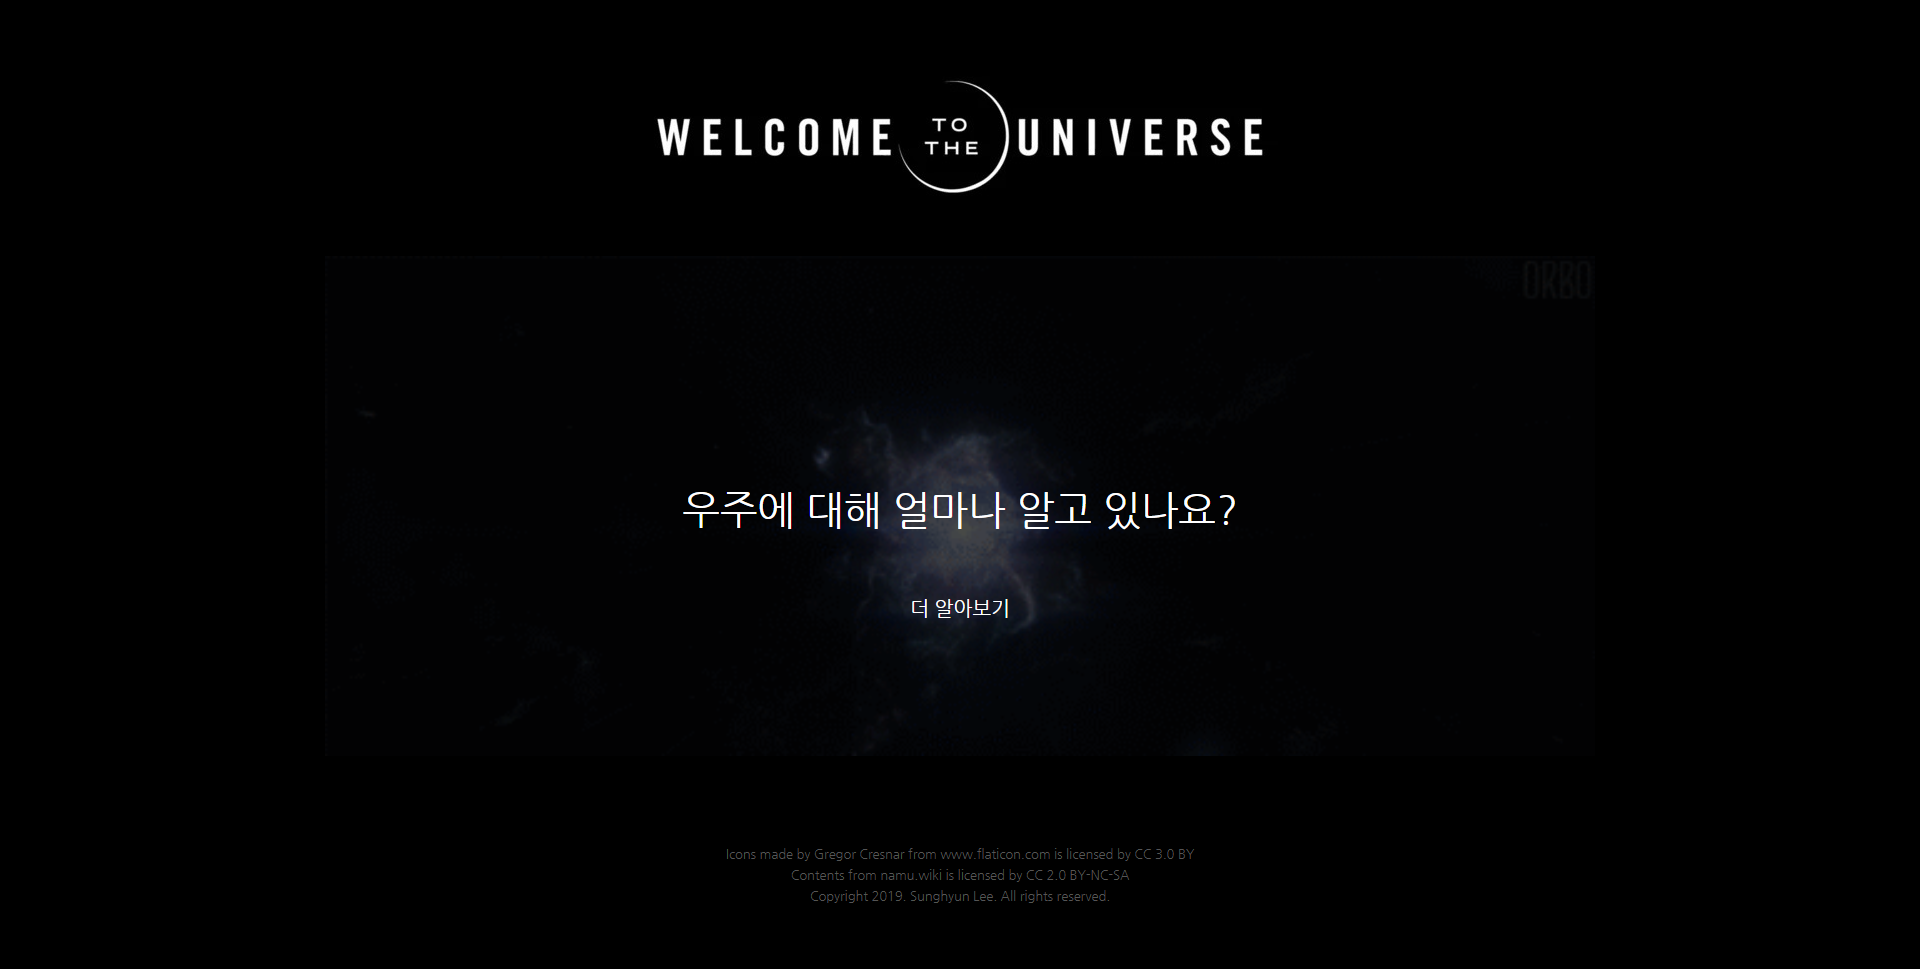 WELCOME TO THE UNIVERSE
ORBO
우주에 대해 얼마나 알고 있나요?
더 알아보기
Icons made by Gregor Cresnar from www.flaticon.com is licensed by CC 3.0 BY
Contents from namu.wiki is licensed by CC 2.0 BY-NC-SA
Copyright 2019. Sunghyun Lee. All rights reserved.